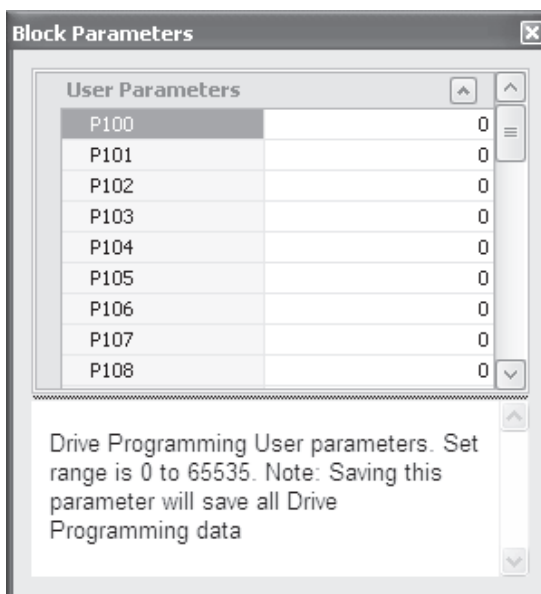 Block Parameters
User Parameters
P100 0
P101 0
P102 0
P103 0
P104 0
P105 0
P106 0
P107 0
P108 0
Drive Programming User parameters. Set
range is 0 to 65535. Note: Saving this
parameter will save all Drive
Programming data